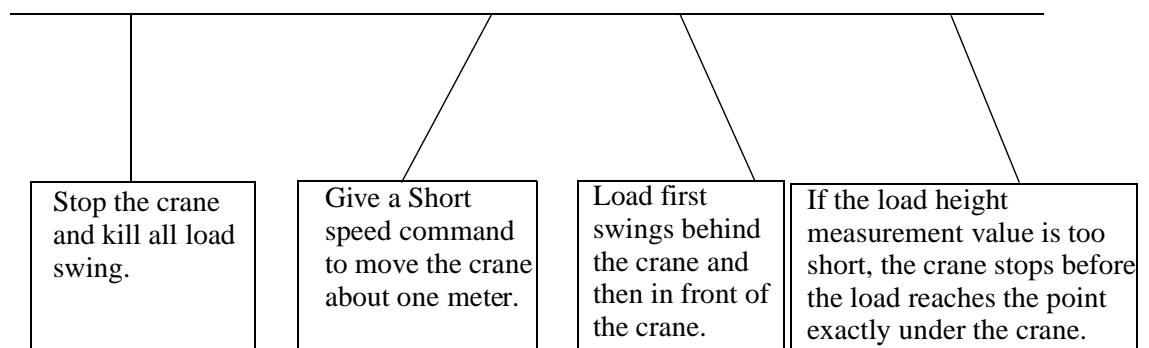 Stop the crane
and kill all load
swing.
Give a Short
speed command
to move the crane
about one meter.
Load first
swings behind
the crane and
then in front of
the crane.
If the load height
measurement value is too
short, the crane stops before
the load reaches the point
exactly under the crane.